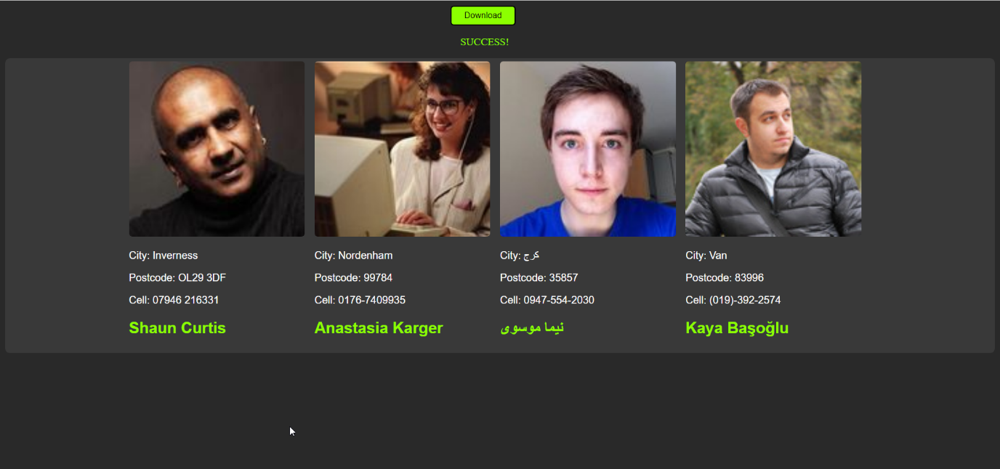 Download
SUCCESS!
City: Inverness
Postcode: OL29 3DF
Cell: 07946 216331
Shaun Curtis
City: Nordenham
Postcode: 99784
Cell: 0176-7409935
Anastasia Karger
City: کرج
Postcode: 35857
Cell: 0947-554-2030
نیما موسوی
City: Van
Postcode: 83996
Cell: (019)-392-2574
Kaya Başoğlu